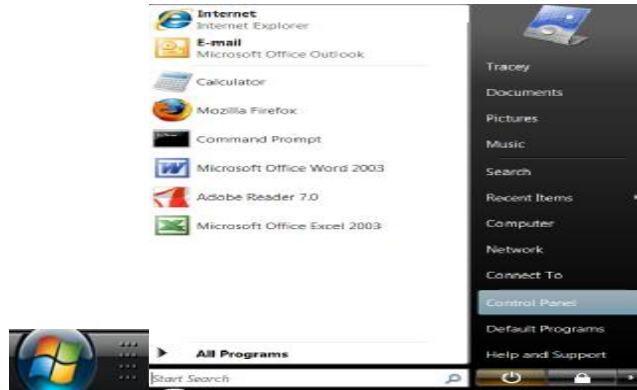 Internet
Internet Explorer
E-mail
Microsoft Office Outlook
Calculator
Mozilla Firefox
Command Prompt
Microsoft Office Word 2003
Adobe Reader 7.0
Microsoft Office Excel 2003
All Programs
Start Search
Tracey
Documents
Pictures
Music
Search
Recent Items
Computer
Network
Connect To
Control Panel
Default Programs
Help and Support